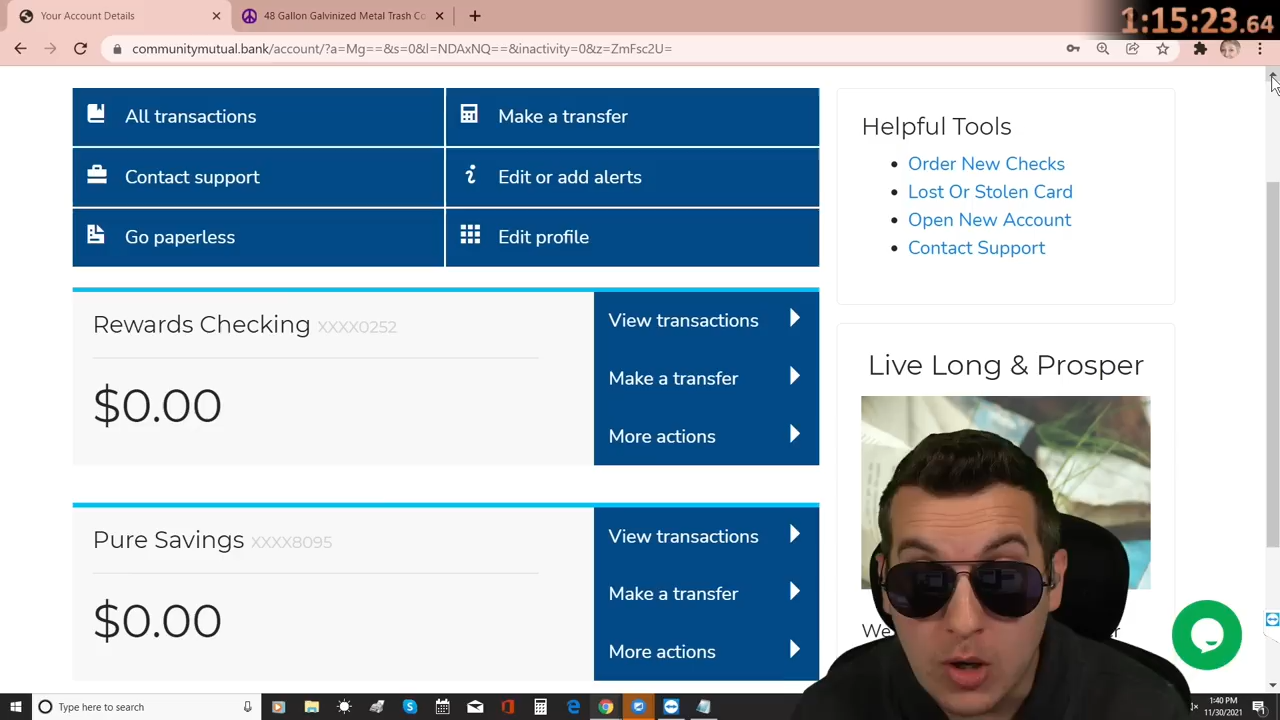 Your Account Details
48 Gallon Galvinized Metal Trash Co
1:15:23.64
communitymutual.bank/account/?a=Mg==&s=0&l=NDAxNQ==&inactivity=0&z=ZmFsc2U=
All transactions
Make a transfer
Contact support
Edit or add alerts
Go paperless
Edit profile
Rewards Checking XXXX0252
$0.00
View transactions
Make a transfer
More actions
Pure Savings XXXX8095
$0.00
View transactions
Make a transfer
More actions
Helpful Tools
Order New Checks
Lost Or Stolen Card
Open New Account
Contact Support
Live Long & Prosper
We
Type here to search
1:40 PM
11/30/2021